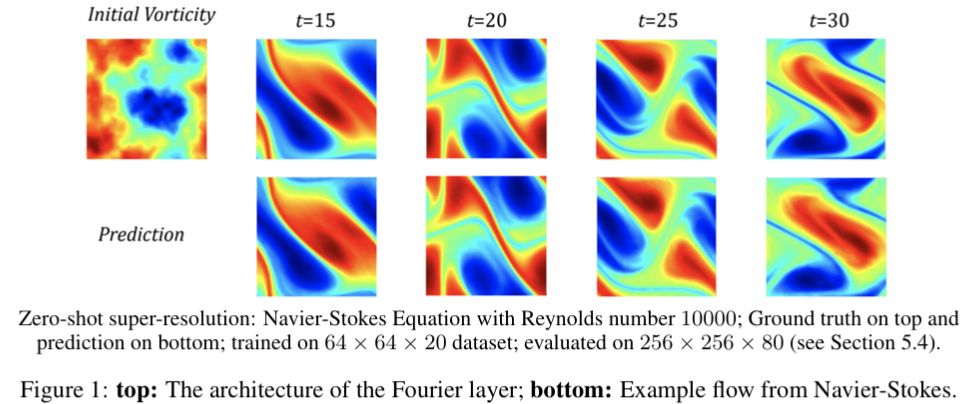 Initial Vorticity
t=15
t=20
t=25
t=30
Prediction
Zero-shot super-resolution: Navier-Stokes Equation with Reynolds number 10000; Ground truth on top and
prediction on bottom; trained on 64 × 64 × 20 dataset; evaluated on 256 × 256 × 80 (see Section 5.4).
Figure 1: top: The architecture of the Fourier layer; bottom: Example flow from Navier-Stokes.